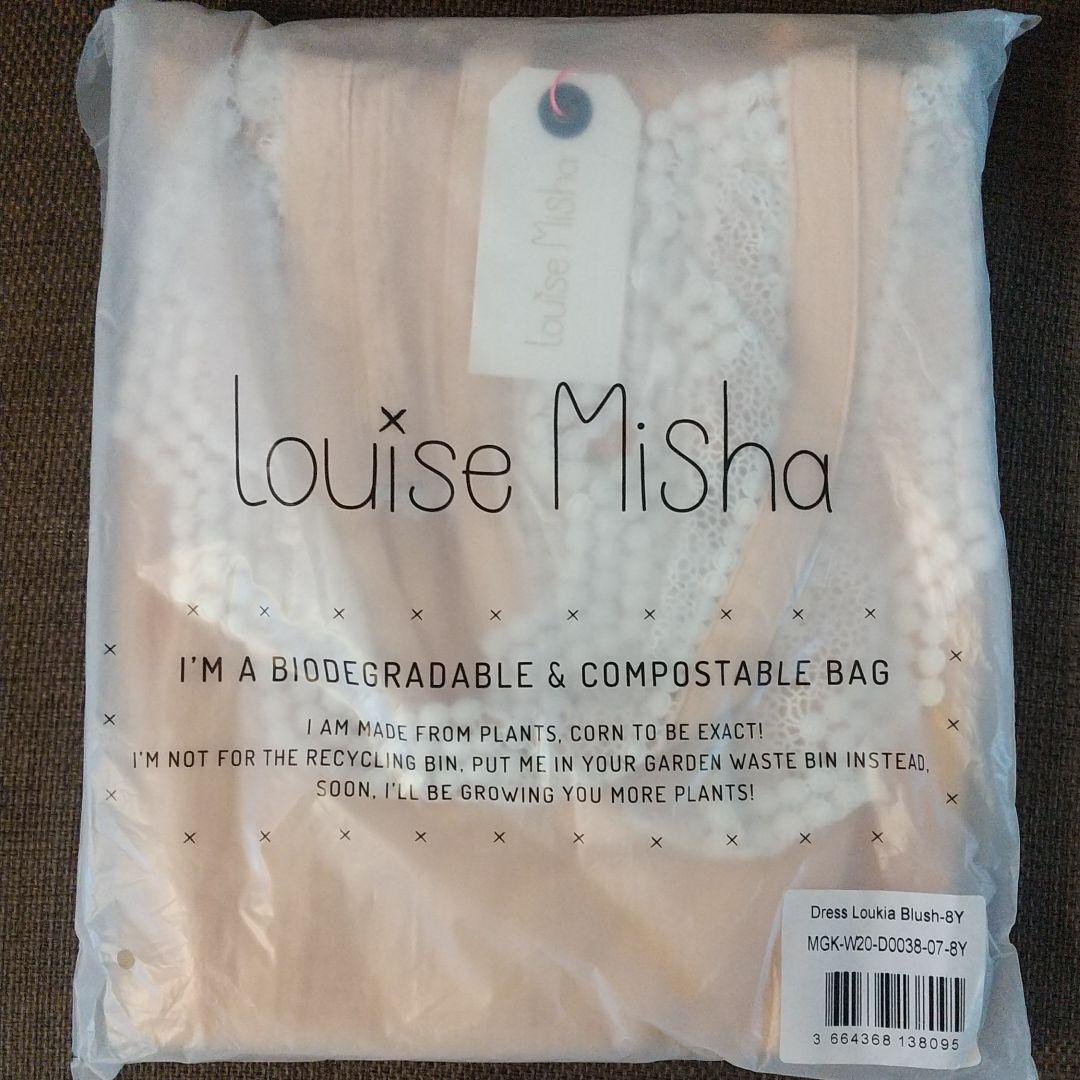 Louise Misha
Louise Misha
I'M A BIODEGRADABLE & COMPOSTABLE BAG
I AM MADE FROM PLANTS, CORN TO BE EXACT!
I'M NOT FOR THE RECYCLING BIN, PUT ME IN YOUR GARDEN WASTE BIN INSTEAD,
SOON, I'LL BE GROWING YOU MORE PLANTS!
Dress Loukia Blush-8Y
MGK-W20-D0038-07-8Y
3 664368 138095